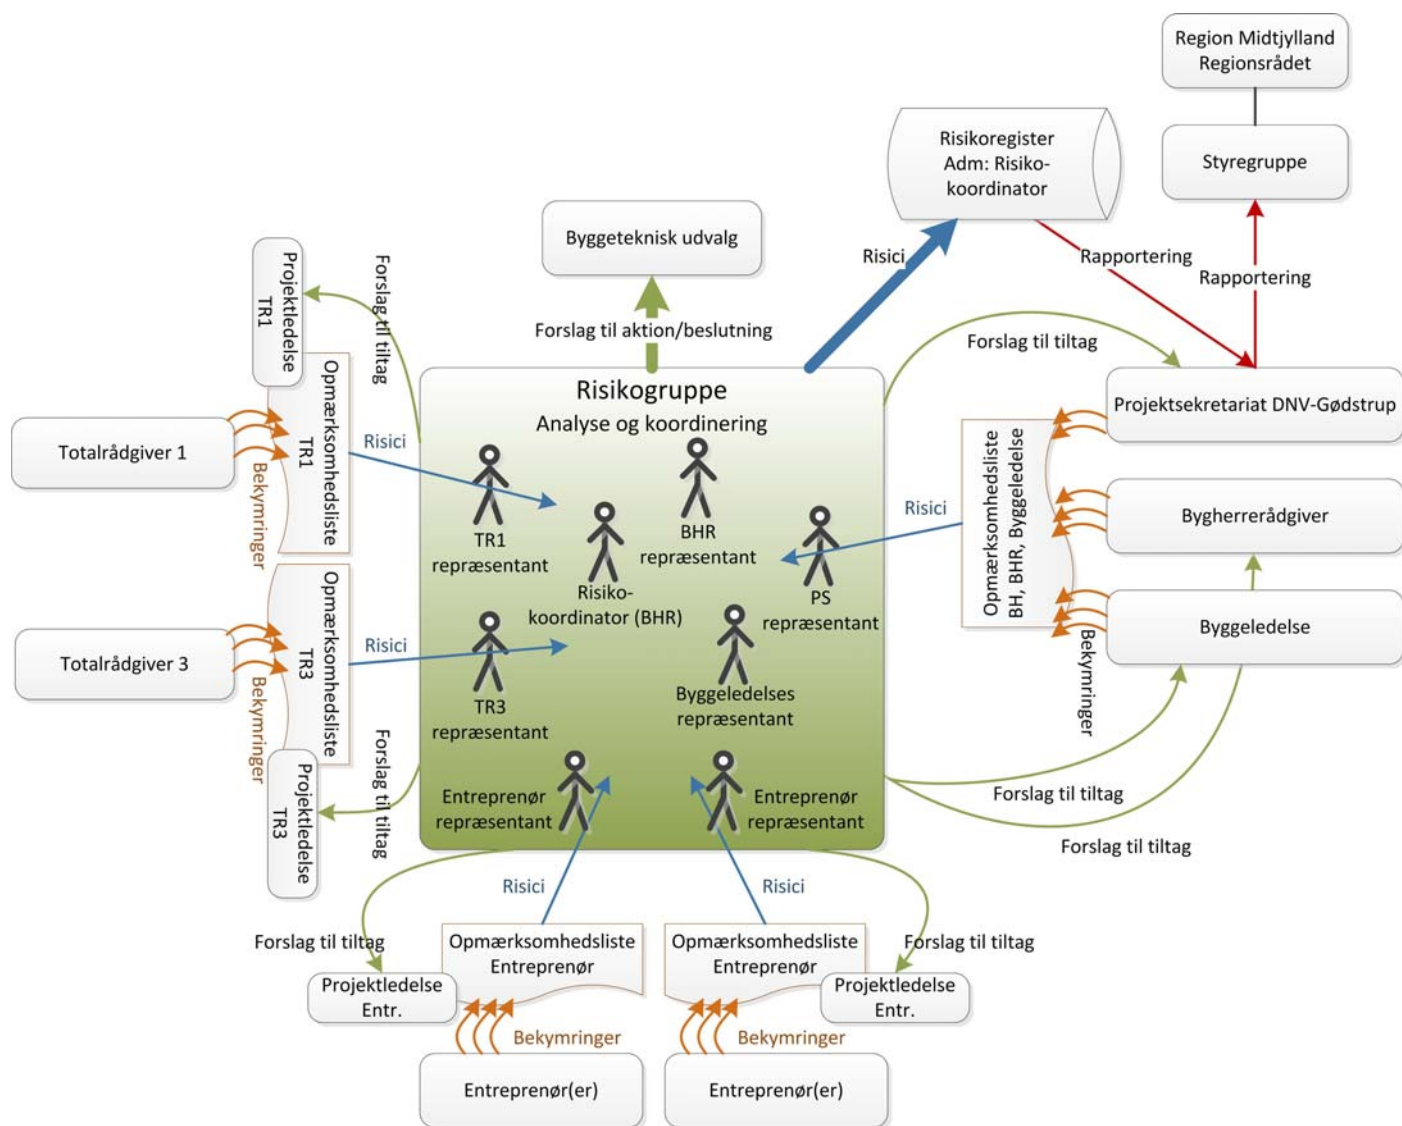 Region Midtjylland
Regionsrådet
Styregruppe
Risikoregister
Adm: Risiko-
koordinator
Byggeteknisk udvalg
Risici
Rapportering
Rapportering
Forslag til aktion/beslutning
Forslag til tiltag
Projektledelse
TR1
Forslag til tiltag
Opmærksomhedsliste
TR1
Totalrådgiver 1
Bekymringer
Risici
Risikogruppe
Analyse og koordinering
TR1
repræsentant
BHR
repræsentant
Risiko-
koordinator (BHR)
PS
repræsentant
TR3
repræsentant
Byggeledelses
repræsentant
Entreprenør
repræsentant
Entreprenør
repræsentant
Risici
Opmærksomhedsliste
BH, BHR, Byggeledelse
Projektsekretariat DNV-Gødstrup
Bygherrerådgiver
Byggeledelse
Bekymringer
Forslag til tiltag
Forslag til tiltag
Totalrådgiver 3
Bekymringer
Opmærksomhedsliste
TR3
Risici
Projektledelse
TR3
Forslag til tiltag
Risici
Risici
Forslag til tiltag
Opmærksomhedsliste
Entreprenør
Projektledelse
Entr.
Bekymringer
Entreprenør(er)
Opmærksomhedsliste
Entreprenør
Forslag til tiltag
Projektledelse
Entr.
Bekymringer
Entreprenør(er)